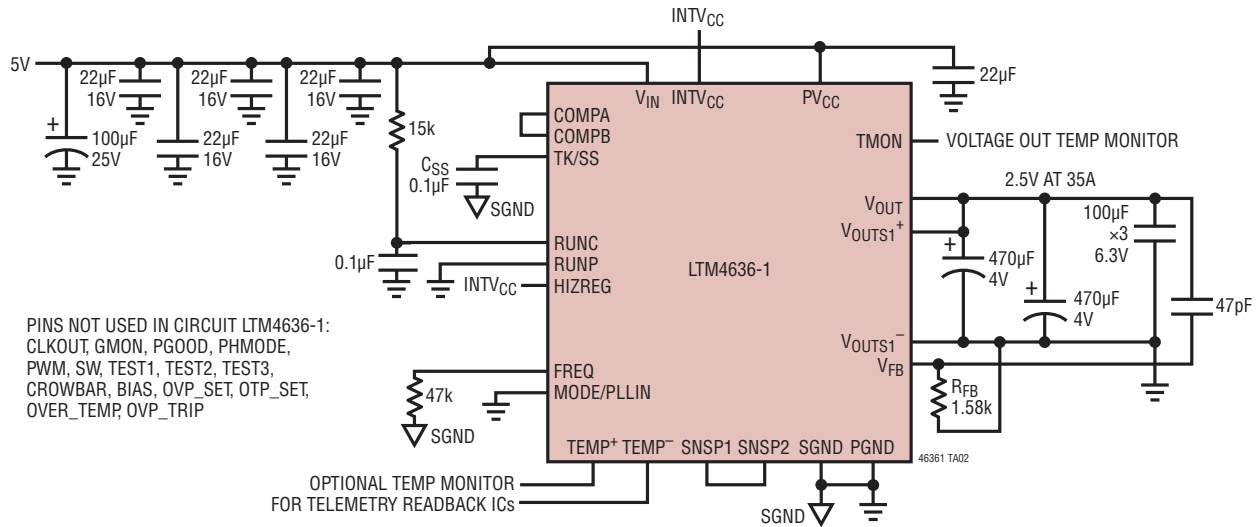 INTVCC
5V
22µF
16V
22µF
16V
22µF
16V
22µF
+
100µF
25V
22µF
16V
22µF
16V
15k
VIN
INTVCC
PVCC
COMPA
COMPB
TK/SS
CSS
0.1µF
SGND
TMON
VOLTAGE OUT TEMP MONITOR
2.5V AT 35A
VOUT
VOUTS1+
100µF
×3
6.3V
+
470µF
4V
+
470µF
4V
47pF
RUNC
RUNP
HIZREG
0.1µF
INTVCC
LTM4636-1
PINS NOT USED IN CIRCUIT LTM4636-1:
CLKOUT, GMON, PGOOD, PHMODE,
PWM, SW, TEST1, TEST2, TEST3,
CROWBAR, BIAS, OVP_SET, OTP_SET,
OVER_TEMP, OVP_TRIP
VOUTS1–
VFB
FREQ
MODE/PLLIN
47k
SGND
RFB
1.58k
TEMP+ TEMP– SNSP1 SNSP2 SGND PGND
46361 TA02
OPTIONAL TEMP MONITOR
FOR TELEMETRY READBACK ICs
SGND